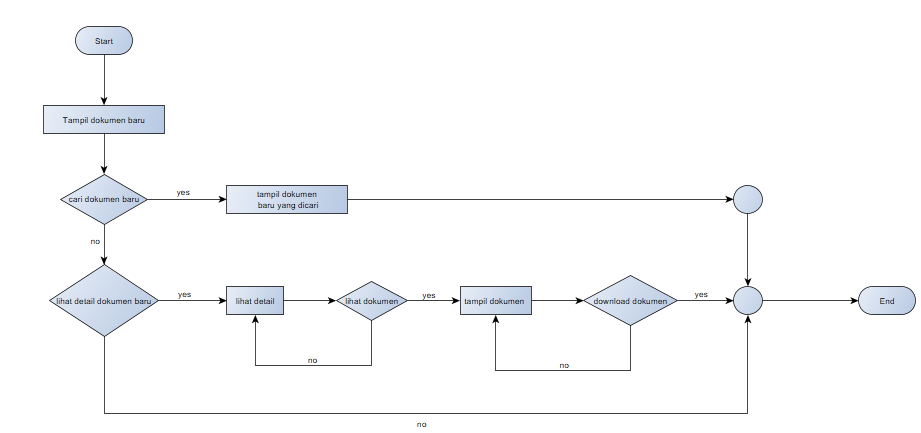 Start
Tampil dokumen baru
cari dokumen baru
yes
tampil dokumen
baru yang dicari
no
lihat detail dokumen baru
yes
lihat detail
lihat dokumen
yes
tampil dokumen
download dokumen
yes
End
no
no
no